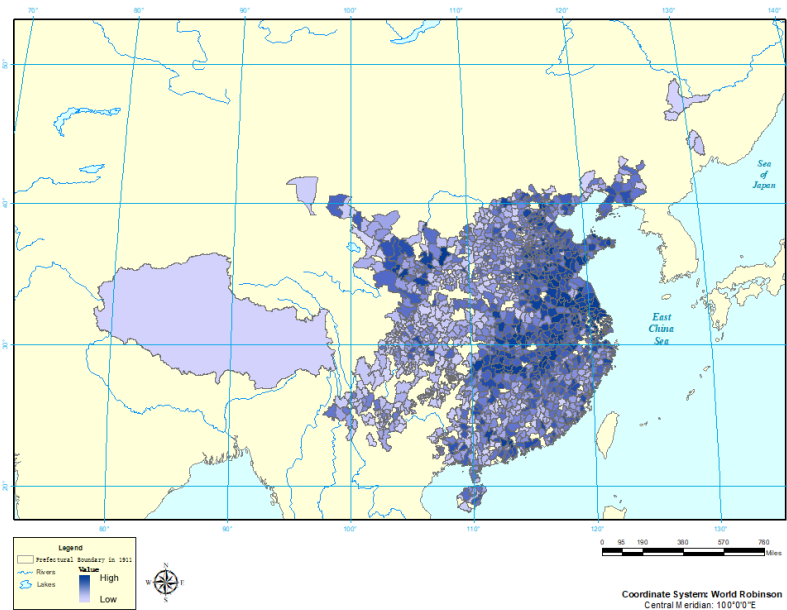 70° 80° 90° 100° 110° 120° 130° 140°
50°
Sea
of
Japan
40°
East
China
Sea
30°
20°
80° 90° 100° 110° 120° 130°
Legend
Prefectural Boundary in 1911
Rivers
Lakes
Value
High
Low
N
W E
S
0 95 190 380 570 760
Miles
Coordinate System: World Robinson
Central Meridian: 100°0'0"E